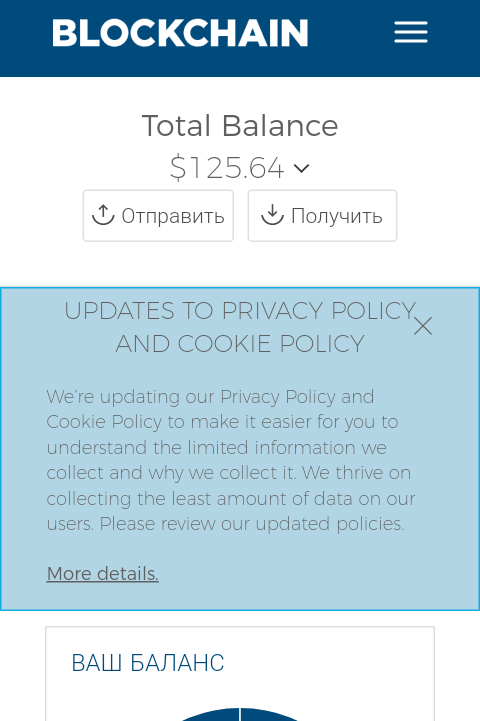 BLOCKCHAIN
Total Balance
$125.64
Отправить Получить
UPDATES TO PRIVACY POLICY
AND COOKIE POLICY
We're updating our Privacy Policy and
Cookie Policy to make it easier for you to
understand the limited information we
collect and why we collect it. We thrive on
collecting the least amount of data on our
users. Please review our updated policies.
More details.
ВАШ БАЛАНС